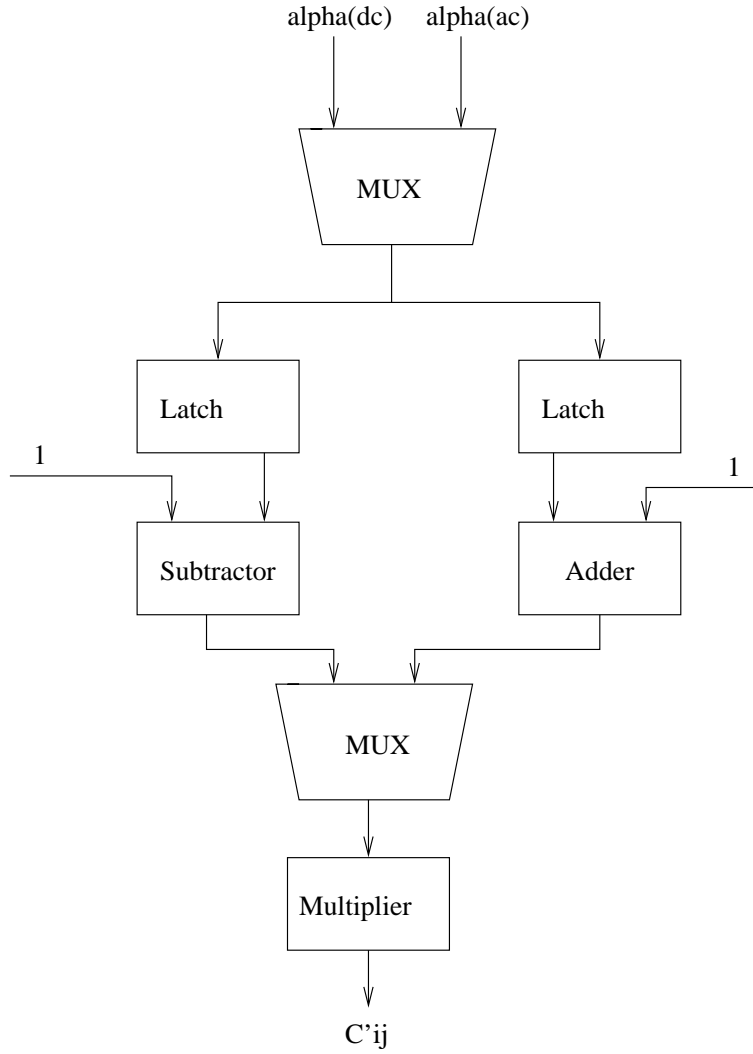 alpha(dc) alpha(ac)
MUX
Latch Latch
1 1
Subtractor Adder
MUX
Multiplier
C'ij